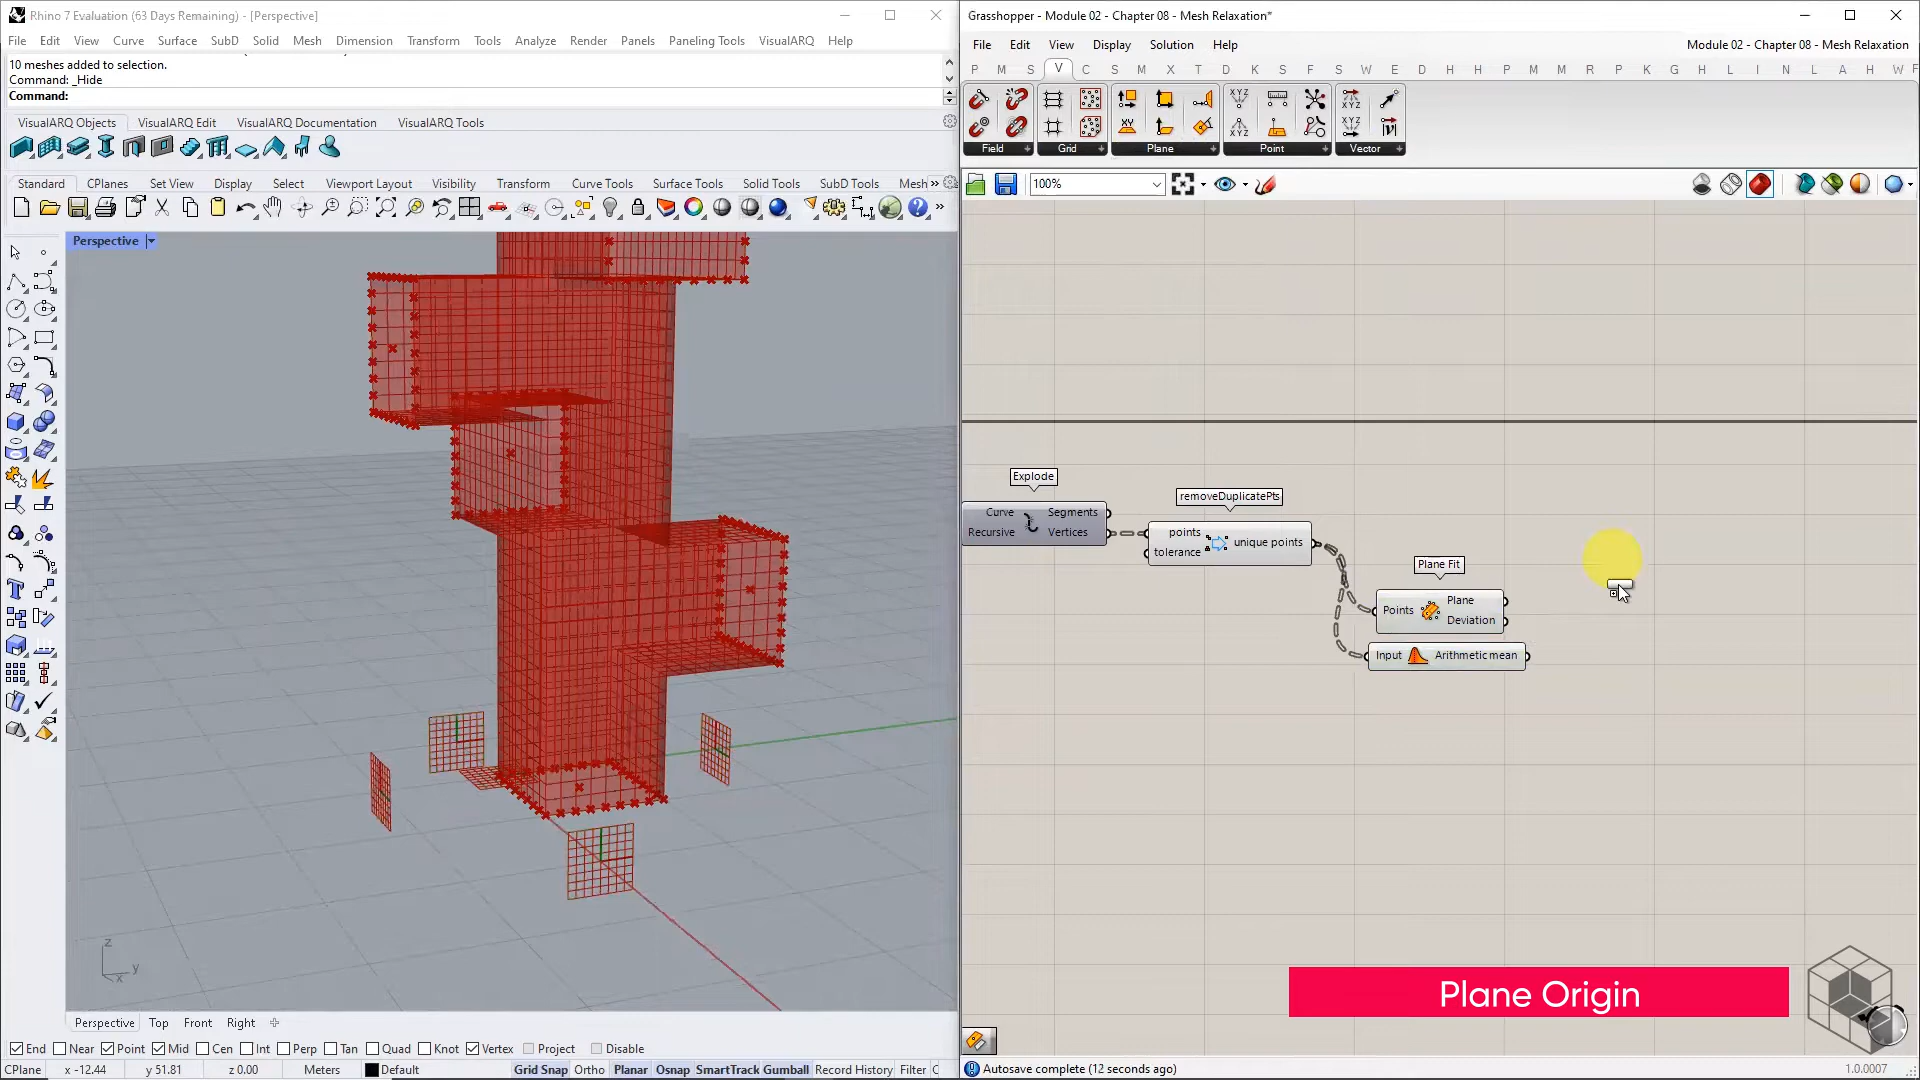 Rhino 7 Evaluation (63 Days Remaining) - [Perspective]
File Edit View Curve Surface SubD Solid Mesh Dimension Transform Tools Analyze Render Panels Paneling Tools VisualARQ Help
10 meshes added to selection.
Command: _Hide
Command:
VisualARQ Objects VisualARQ Edit VisualARQ Documentation VisualARQ Tools
Standard CPlanes Set View Display Select Viewport Layout Visibility Transform Curve Tools Surface Tools Solid Tools SubD Tools Mesh »
Perspective
z
y
x
Perspective Top Front Right
End Near Point Mid Cen Int Perp Tan Quad Knot Vertex Project Disable
CPlane x -12.44 y 51.81 z 0.00 Meters Default Grid Snap Ortho Planar Osnap SmartTrack Gumball Record History Filter C
Grasshopper - Module 02 - Chapter 08 - Mesh Relaxation*
File Edit View Display Solution Help Module 02 - Chapter 08 - Mesh Relaxation
P M S V C S M X T D K S F S W E D H H P M M R P K H L I N L A H W F
Field Grid Plane Point Vector
100%
Explode
Curve Segments
Recursive Vertices
removeDuplicatePts
points unique points
tolerance
Plane Fit
Points Plane
Deviation
Input Arithmetic mean
Plane Origin
Autosave complete (12 seconds ago) 1.0.0007